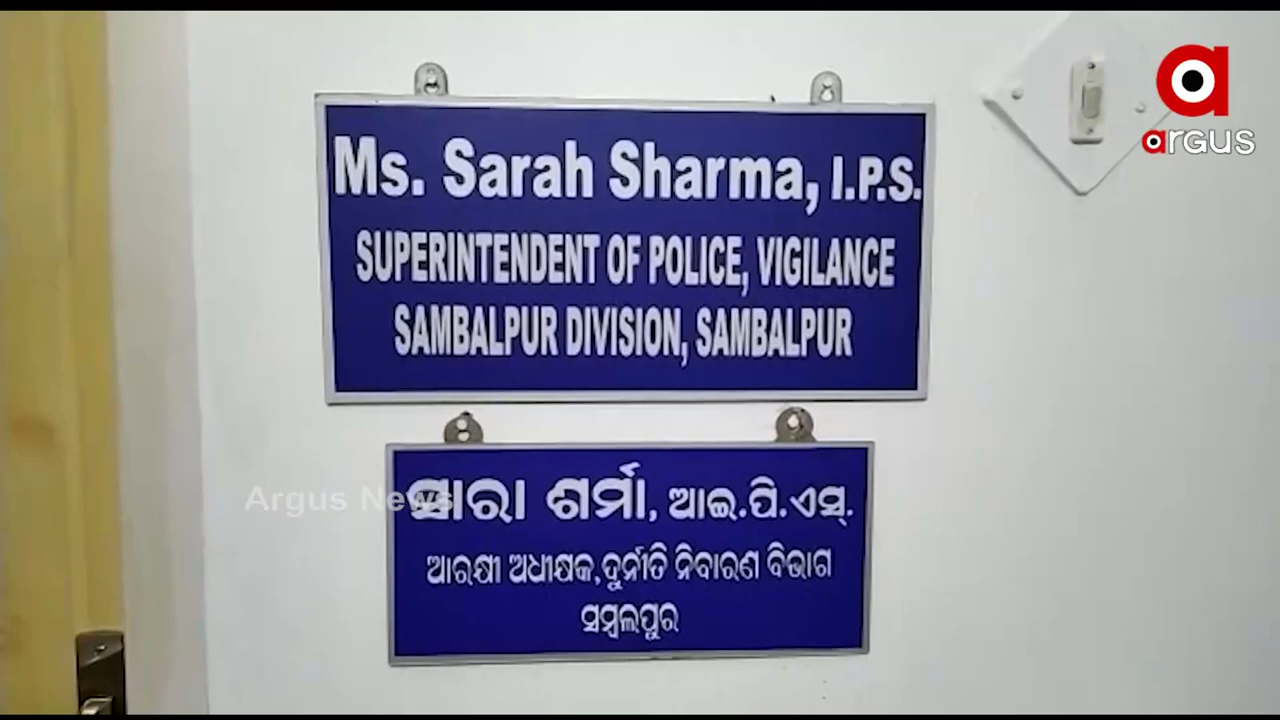 Ms. Sarah Sharma, I.P.S.
SUPERINTENDENT OF POLICE, VIGILANCE
SAMBALPUR DIVISION, SAMBALPUR
ସାରା ଶର୍ମା, ଆଇ.ପି.ଏସ୍.
ଆରକ୍ଷୀ ଅଧୀକ୍ଷକ,ଦୁର୍ନୀତି ନିବାରଣ ବିଭାଗ
ସମ୍ବଲପୁର
argus
Argus News